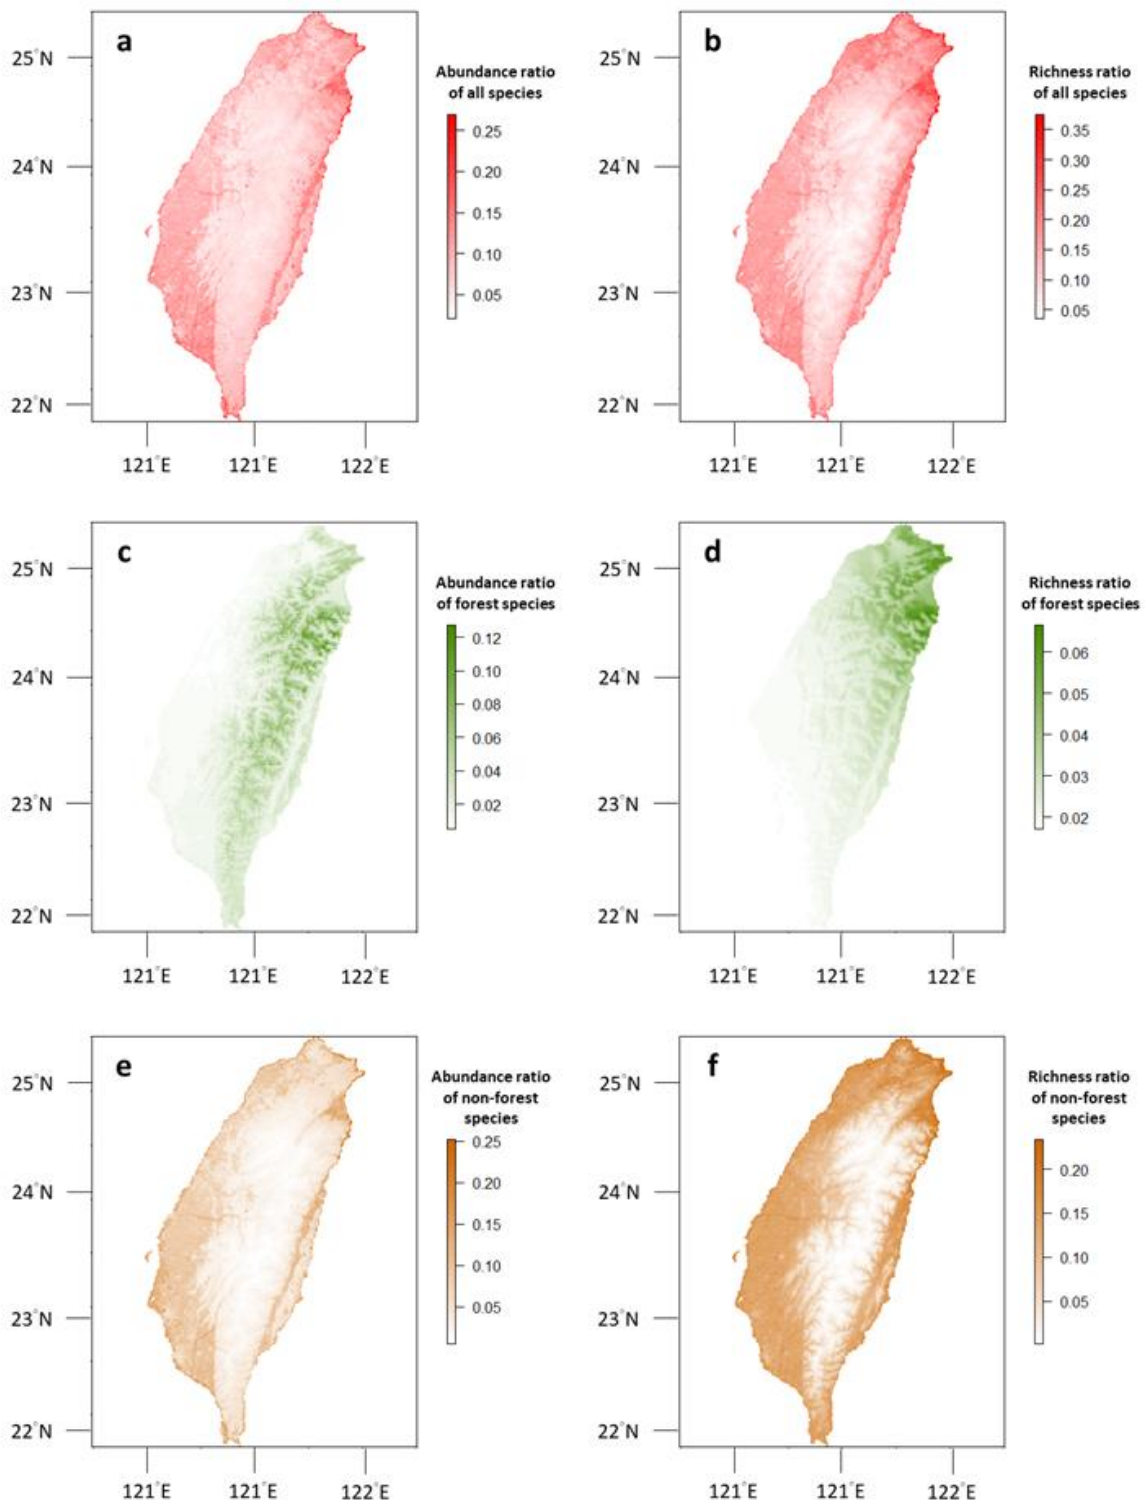 a
25°N
24°N
23°N
22°N
121°E 121°E 122°E
Abundance ratio
of all species
0.25
0.20
0.15
0.10
0.05
b
25°N
24°N
23°N
22°N
121°E 121°E 122°E
Richness ratio
of all species
0.35
0.30
0.25
0.20
0.15
0.10
0.05
c
25°N
24°N
23°N
22°N
121°E 121°E 122°E
Abundance ratio
of forest species
0.12
0.10
0.08
0.06
0.04
0.02
d
25°N
24°N
23°N
22°N
121°E 121°E 122°E
Richness ratio
of forest species
0.06
0.05
0.04
0.03
0.02
e
25°N
24°N
23°N
22°N
121°E 121°E 122°E
Abundance ratio
of non-forest
species
0.25
0.20
0.15
0.10
0.05
f
25°N
24°N
23°N
22°N
121°E 121°E 122°E
Richness ratio
of non-forest
species
0.20
0.15
0.10
0.05